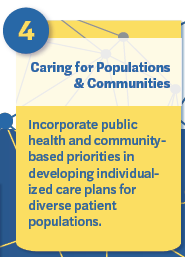 4
Caring for Populations
& Communities
Incorporate public
health and community-
based priorities in
developing individual-
ized care plans for
diverse patient
populations.